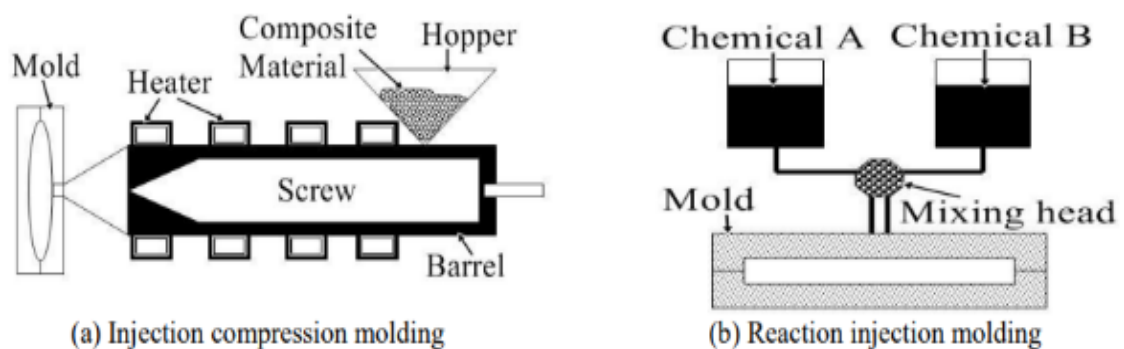 Mold
Heater
Composite
Material
Hopper
Screw
Barrel
(a) Injection compression molding
Chemical A
Chemical B
Mold
Mixing head
(b) Reaction injection molding